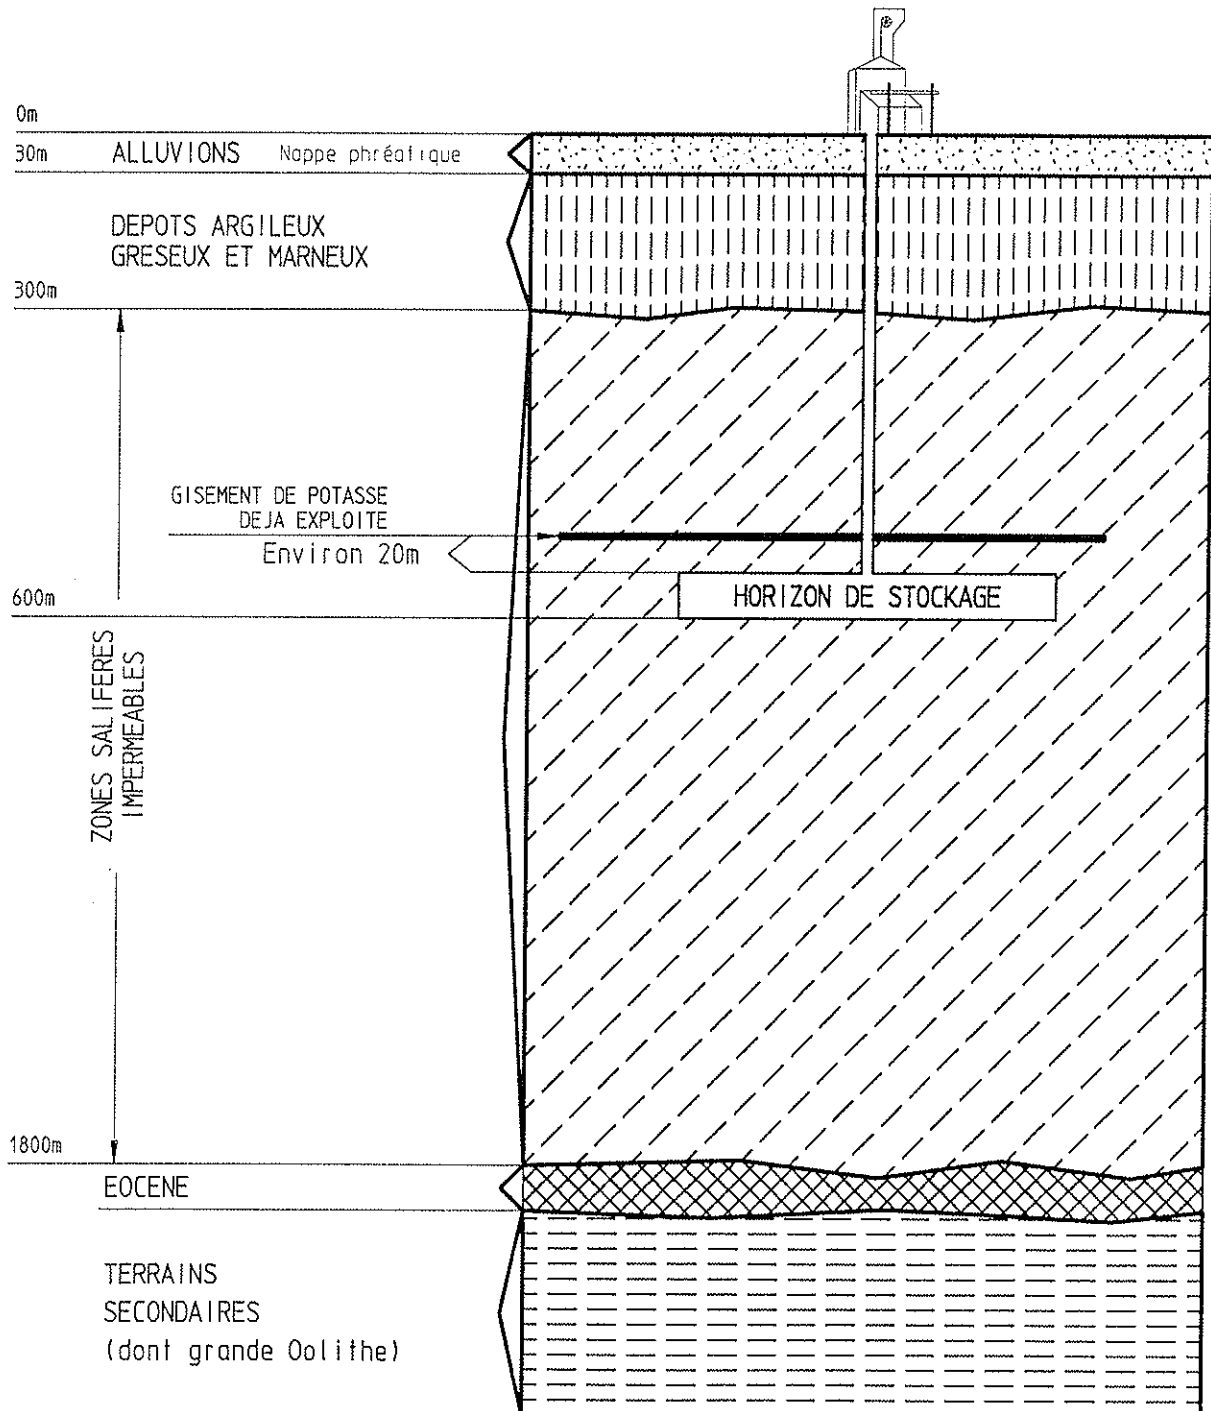 0m
30m
ALLUVIONS Nappe phréatique
DEPOTS ARGILEUX
GRESEUX ET MARNEUX
300m
GISEMENT DE POTASSE
DEJA EXPLOITE
Environ 20m
HORIZON DE STOCKAGE
600m
ZONES SALIFERES
IMPERMEABLES
1800m
EOCENE
TERRAINS
SECONDAIRES
(dont grande Oolithe)